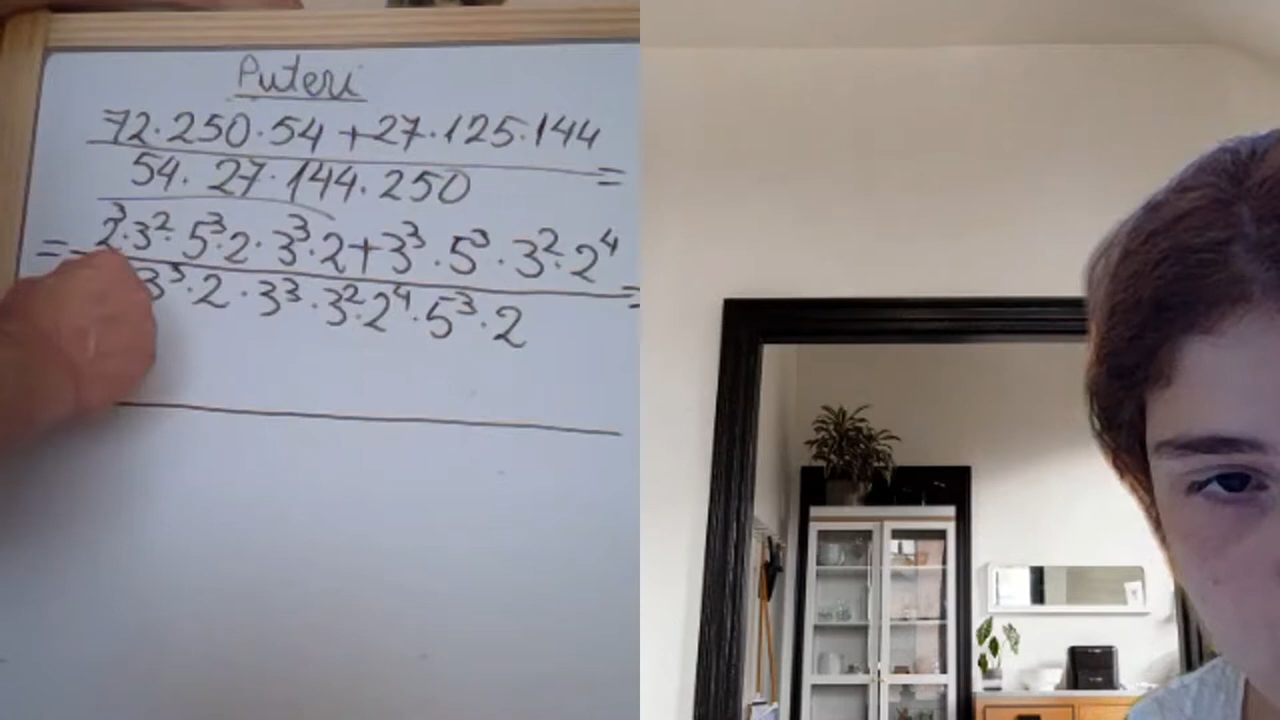 Puteri
72·250·54+27·125·144
54·27·144·250 =
= 2³·3²·5³·2·3³·2+3³·5³·3²·2⁴
3³·2·3³·3²·2⁴·5³·2 =